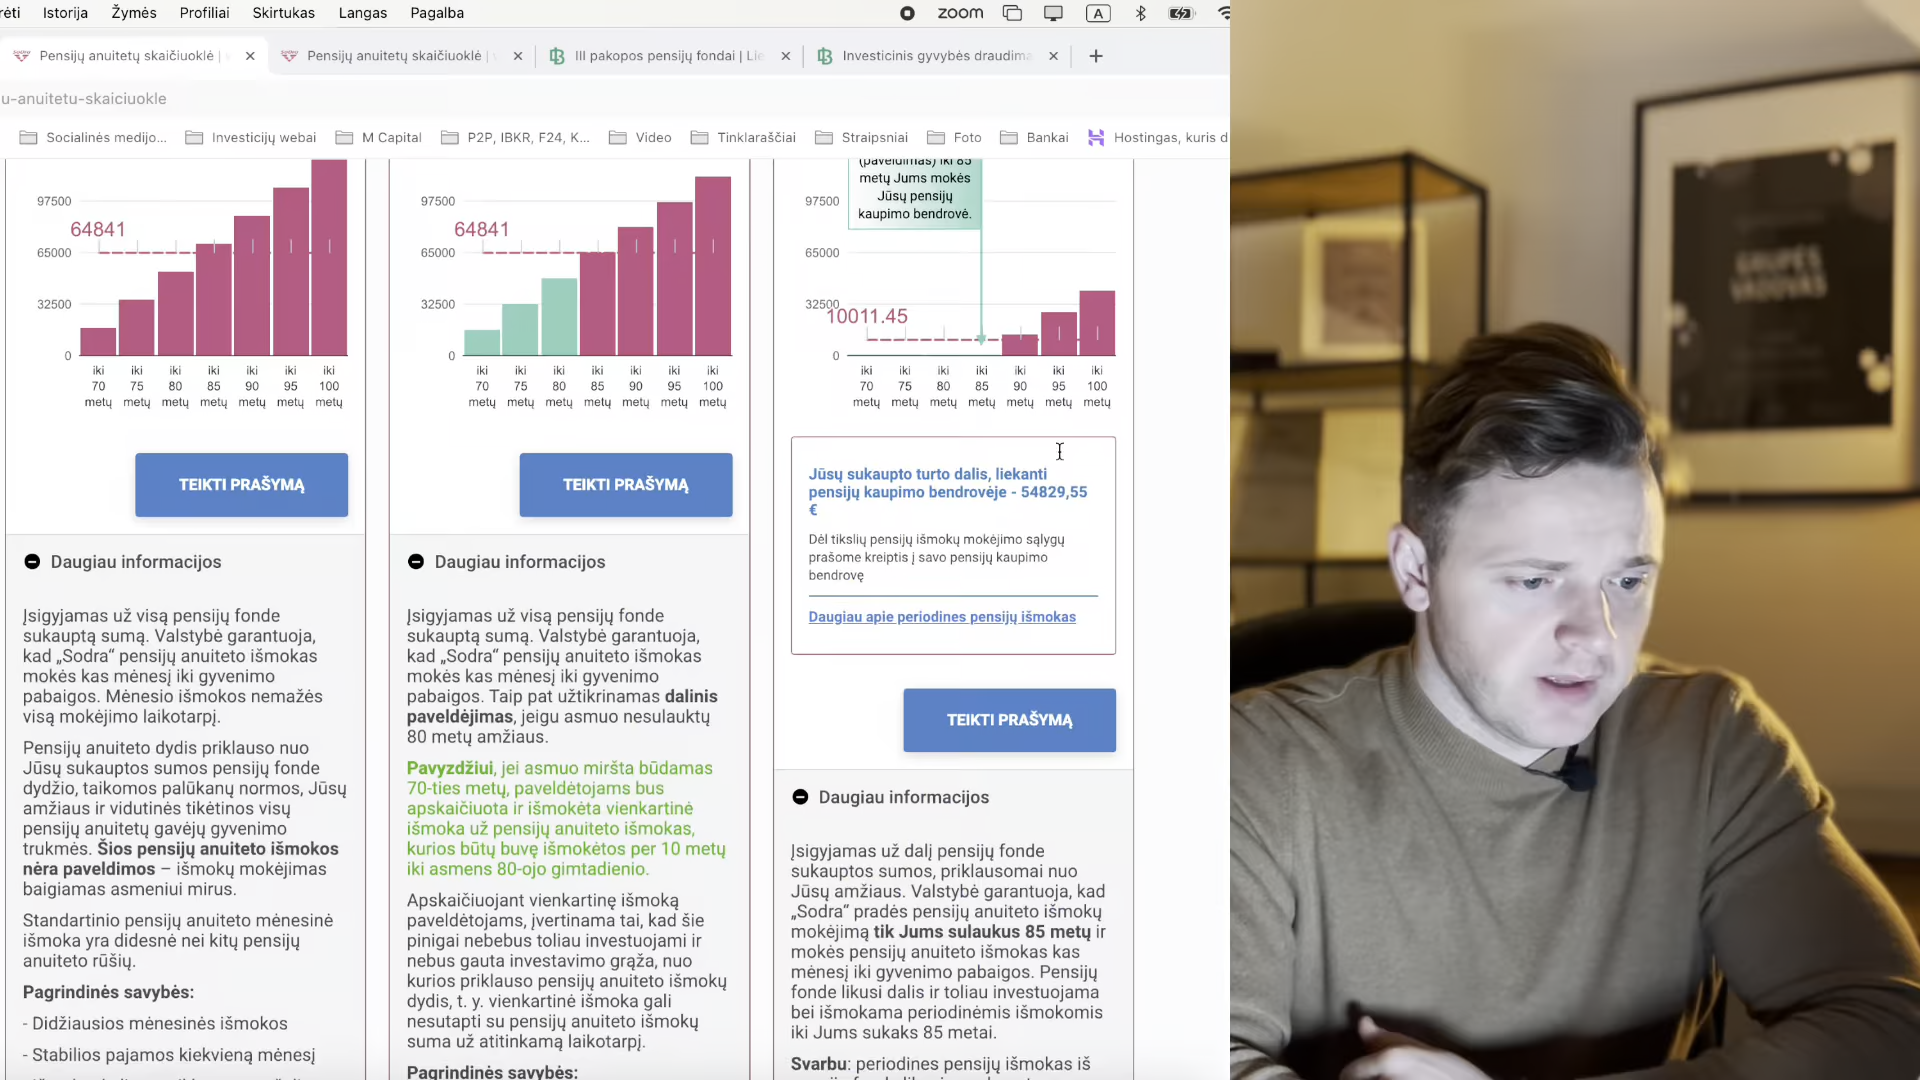 rėti Istorija Žymės Profiliai Skirtukas Langas Pagalba zoom A
Pensijų anuitetų skaičiuoklė | Pensijų anuitetų skaičiuoklė | III pakopos pensijų fondai | Lie Investicinis gyvybės draudima
u-anuitetu-skaiciuokle
Socialinės medijo... Investicijų webai M Capital P2P, IBKR, F24, K... Video Tinklaraščiai Straipsniai Foto Bankai Hostingas, kuris d
97500
64841
65000
32500
0
iki 70 metų
iki 75 metų
iki 80 metų
iki 85 metų
iki 90 metų
iki 95 metų
iki 100 metų
TEIKTI PRAŠYMĄ
Daugiau informacijos
Įsigyjamas už visą pensijų fonde
sukauptą sumą. Valstybė garantuoja,
kad „Sodra“ pensijų anuiteto išmokas
mokės kas mėnesį iki gyvenimo
pabaigos. Mėnesio išmokos nemažės
visą mokėjimo laikotarpį.
Pensijų anuiteto dydis priklauso nuo
Jūsų sukauptos sumos pensijų fonde
dydžio, taikomos palūkanų normos, Jūsų
amžiaus ir vidutinės tikėtinos visų
pensijų anuitetų gavėjų gyvenimo
trukmės. Šios pensijų anuiteto išmokos
nėra paveldimos – išmokų mokėjimas
baigiamas asmeniui mirus.
Standartinio pensijų anuiteto mėnesinė
išmoka yra didesnė nei kitų pensijų
anuiteto rūšių.
Pagrindinės savybės:
- Didžiausios mėnesinės išmokos
- Stabilios pajamos kiekvieną mėnesį
97500
64841
65000
32500
0
iki 70 metų
iki 75 metų
iki 80 metų
iki 85 metų
iki 90 metų
iki 95 metų
iki 100 metų
TEIKTI PRAŠYMĄ
Daugiau informacijos
Įsigyjamas už visą pensijų fonde
sukauptą sumą. Valstybė garantuoja,
kad „Sodra“ pensijų anuiteto išmokas
mokės kas mėnesį iki gyvenimo
pabaigos. Taip pat užtikrinamas dalinis
paveldėjimas, jeigu asmuo nesulauktų
80 metų amžiaus.
Pavyzdžiui, jei asmuo miršta būdamas
70-ties metų, paveldėtojams bus
apskaičiuota ir išmokėta vienkartinė
išmoka už pensijų anuiteto išmokas,
kurios būtų buvę išmokėtos per 10 metų
iki asmens 80-ojo gimtadienio.
Apskaičiuojant vienkartinę išmoką
paveldėtojams, įvertinama tai, kad šie
pinigai nebebus toliau investuojami ir
nebus gauta investavimo grąža, nuo
kurios priklauso pensijų anuiteto išmokų
dydis, t. y. vienkartinė išmoka gali
nesutapti su pensijų anuiteto išmokų
suma už atitinkamą laikotarpį.
Pagrindinės savybės:
(paveldimas) iki 85
metų Jums mokės
Jūsų pensijų
kaupimo bendrovė.
97500
65000
32500
10011.45
0
iki 70 metų
iki 75 metų
iki 80 metų
iki 85 metų
iki 90 metų
iki 95 metų
iki 100 metų
Jūsų sukaupto turto dalis, liekanti
pensijų kaupimo bendrovėje - 54829,55
€
Dėl tikslių pensijų išmokų mokėjimo sąlygų
prašome kreiptis į savo pensijų kaupimo
bendrovę
Daugiau apie periodines pensijų išmokas
TEIKTI PRAŠYMĄ
Daugiau informacijos
Įsigyjamas už dalį pensijų fonde
sukauptos sumos, priklausomai nuo
Jūsų amžiaus. Valstybė garantuoja, kad
„Sodra“ pradės pensijų anuiteto išmokų
mokėjimą tik Jums sulaukus 85 metų ir
mokės pensijų anuiteto išmokas kas
mėnesį iki gyvenimo pabaigos. Pensijų
fonde likusi dalis ir toliau investuojama
bei išmokama periodinėmis išmokomis
iki Jums sukaks 85 metai.
Svarbu: periodines pensijų išmokas iš
GRUPĖS
VADOVAS